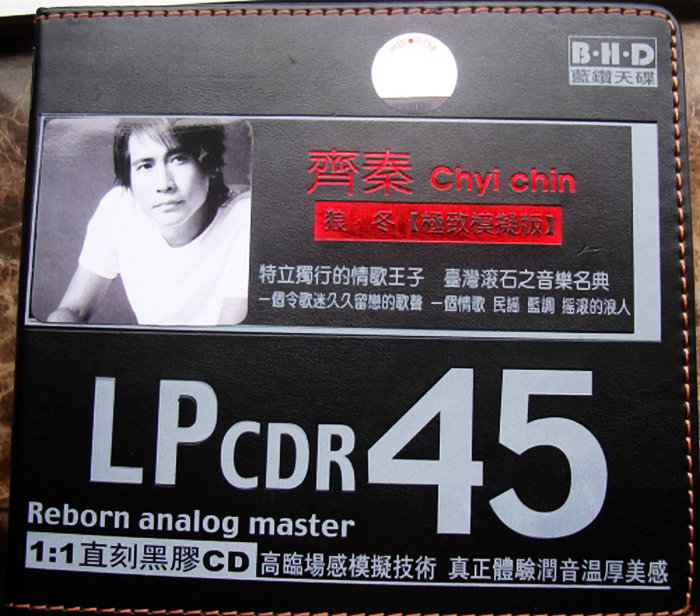 B·H·D
藍鑽天碟
齊秦 Chyi chin
狼·冬【極致模擬版】
特立獨行的情歌王子 臺灣滾石之音樂名典
一個令歌迷久久留戀的歌聲 一個情歌 民謠 藍調 搖滾的浪人
LPCDR45
Reborn analog master
1:1直刻黑膠CD 高臨場感模擬技術 真正體驗潤音溫厚美感